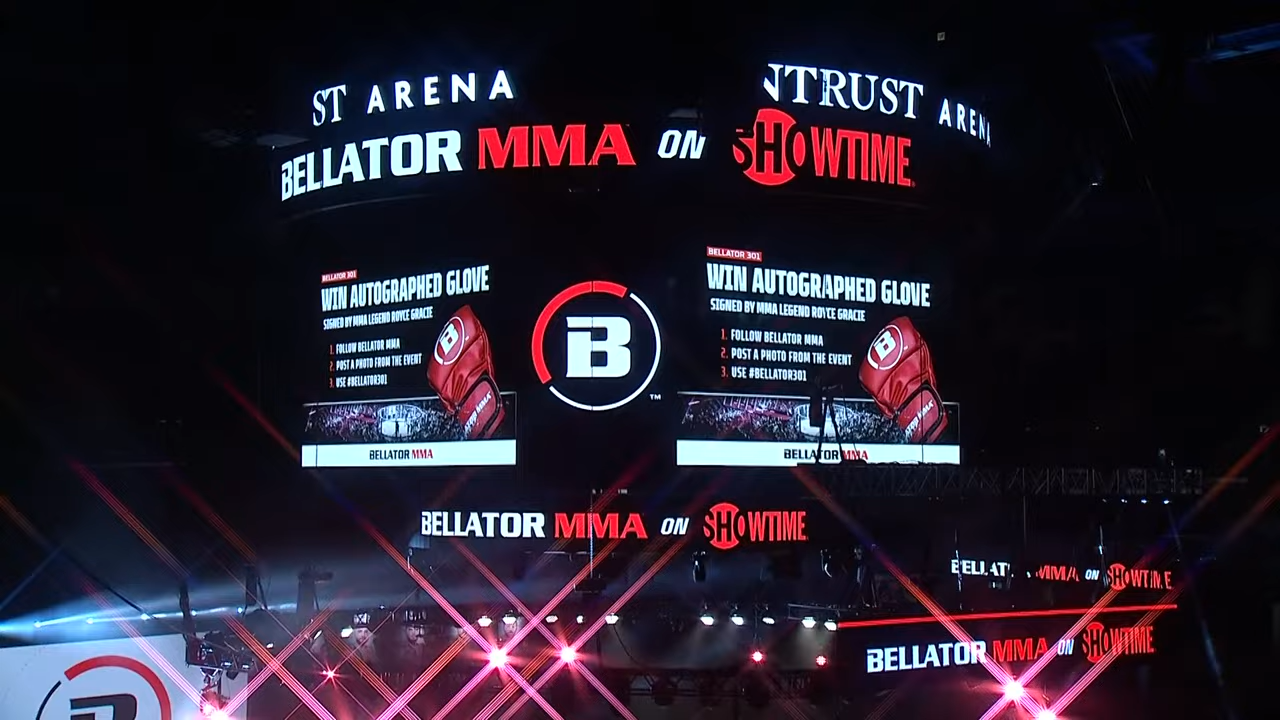 ST ARENA
NTRUST ARENA
BELLATOR MMA ON SHOWTIME
BELLATOR 301
WIN AUTOGRAPHED GLOVE
SIGNED BY MMA LEGEND ROYCE GRACIE
1. FOLLOW BELLATOR MMA
2. POST A PHOTO FROM THE EVENT
3. USE #BELLATOR301
B
BELLATOR MMA
B
TM
BELLATOR 301
WIN AUTOGRAPHED GLOVE
SIGNED BY MMA LEGEND ROYCE GRACIE
1. FOLLOW BELLATOR MMA
2. POST A PHOTO FROM THE EVENT
3. USE #BELLATOR301
B
BELLATOR MMA
BELLATOR MMA ON SHOWTIME
BELLAT MMA ON SHOWTIME
BELLATOR MMA ON SHOWTIME
B